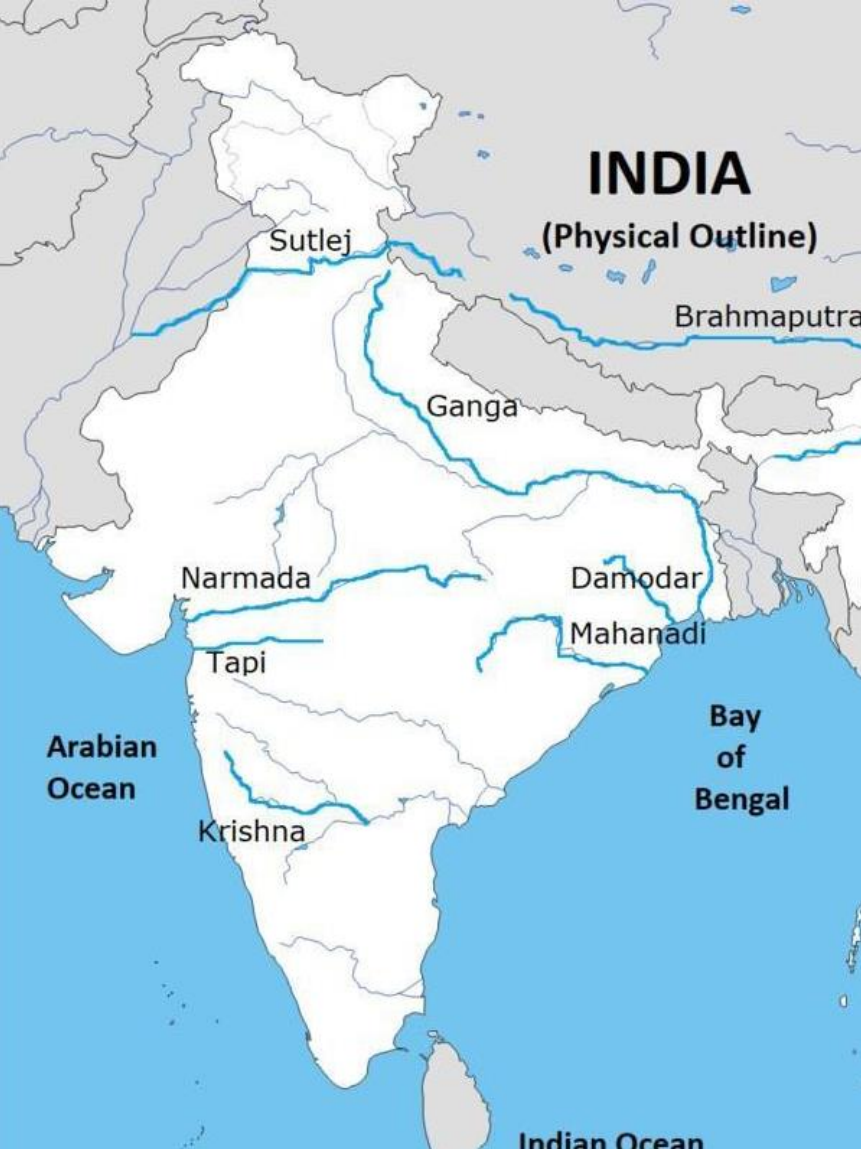 INDIA
(Physical Outline)
Sutlej
Brahmaputra
Ganga
Narmada
Damodar
Mahanadi
Tapi
Bay
of
Bengal
Arabian
Ocean
Krishna
Indian Ocean